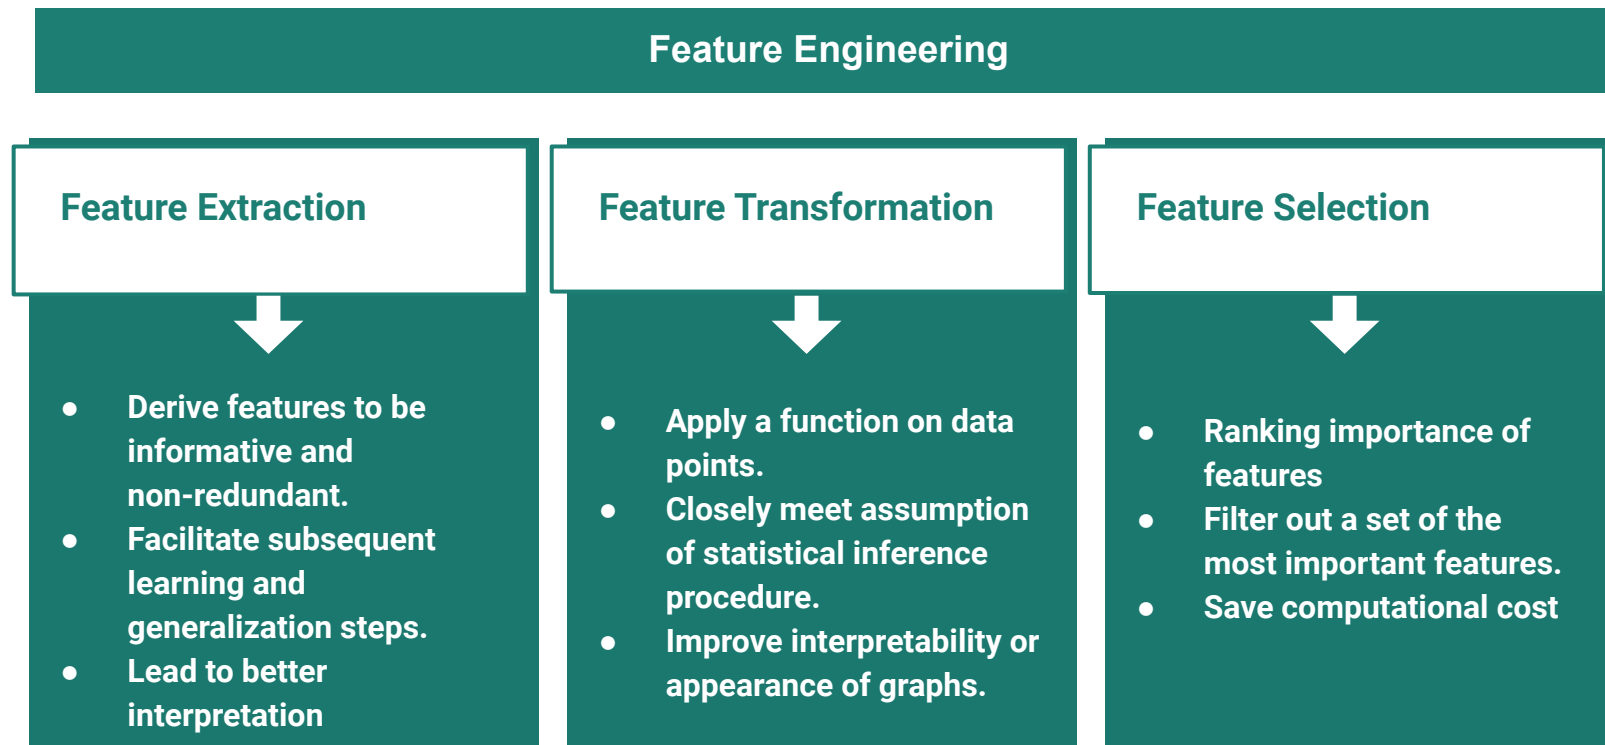 Feature Engineering
Feature Extraction
● Derive features to be
informative and
non-redundant.
● Facilitate subsequent
learning and
generalization steps.
● Lead to better
interpretation
Feature Transformation
● Apply a function on data
points.
● Closely meet assumption
of statistical inference
procedure.
● Improve interpretability or
appearance of graphs.
Feature Selection
● Ranking importance of
features
● Filter out a set of the
most important features.
● Save computational cost